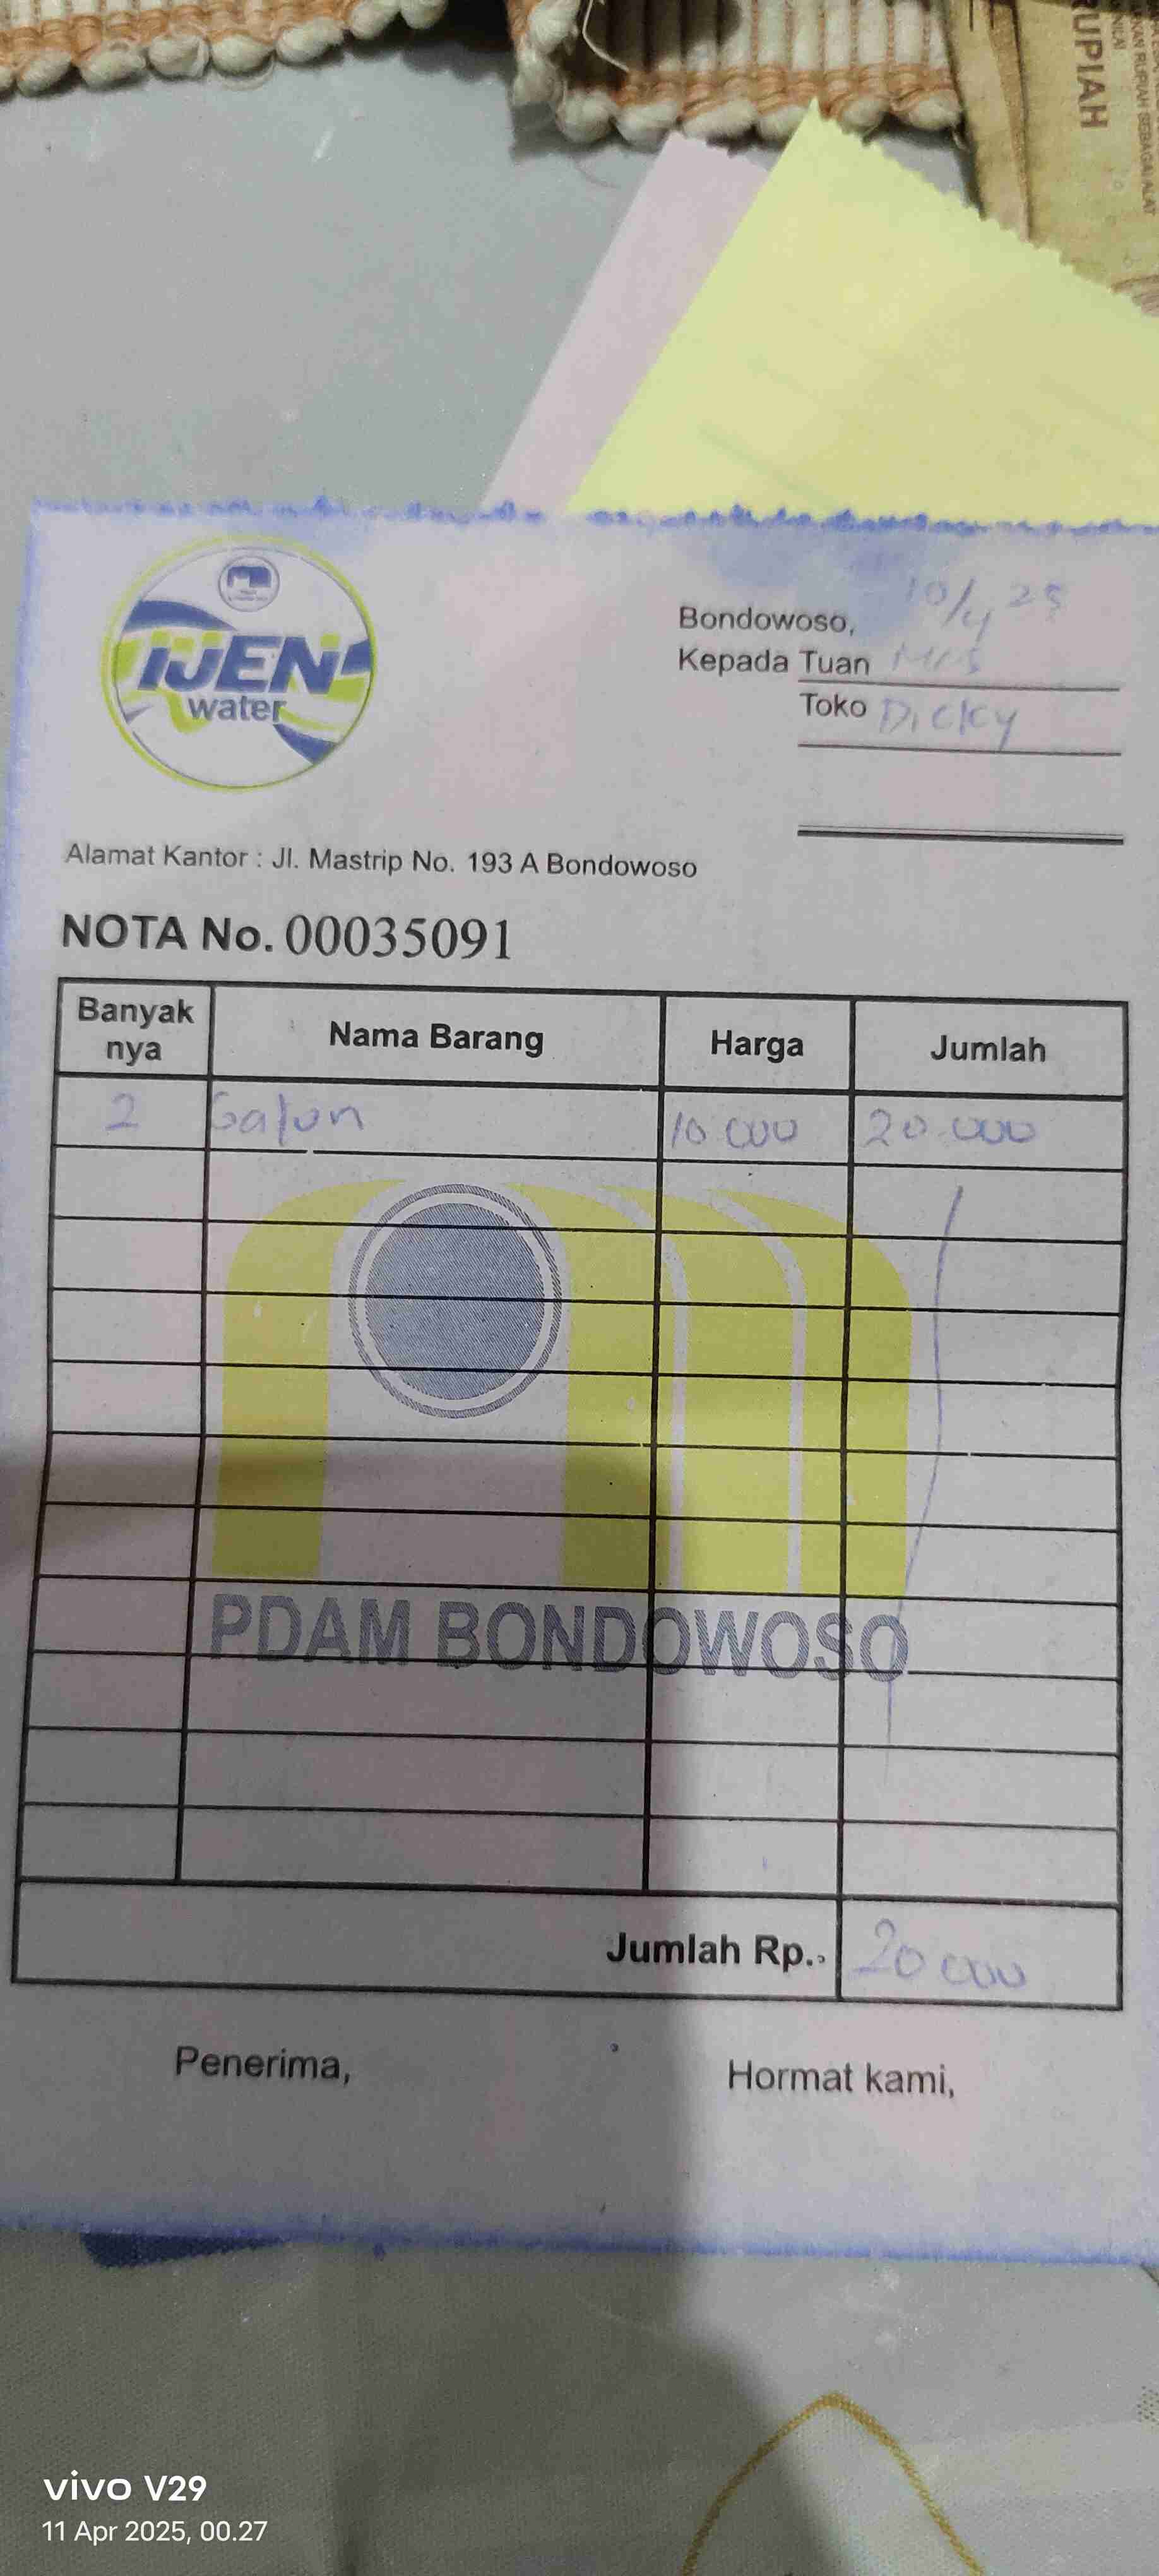 RUPIAH
IJEN
water
Bondowoso, 10/4 25
Kepada Tuan Mrs
Toko Dicky
Alamat Kantor : Jl. Mastrip No. 193 A Bondowoso
NOTA No. 00035091
Banyak nya Nama Barang Harga Jumlah
2 Galon 10 000 20.000
PDAM BONDOWOSO
Jumlah Rp. 20 000
Penerima, Hormat kami,
vivo V29
11 Apr 2025, 00.27